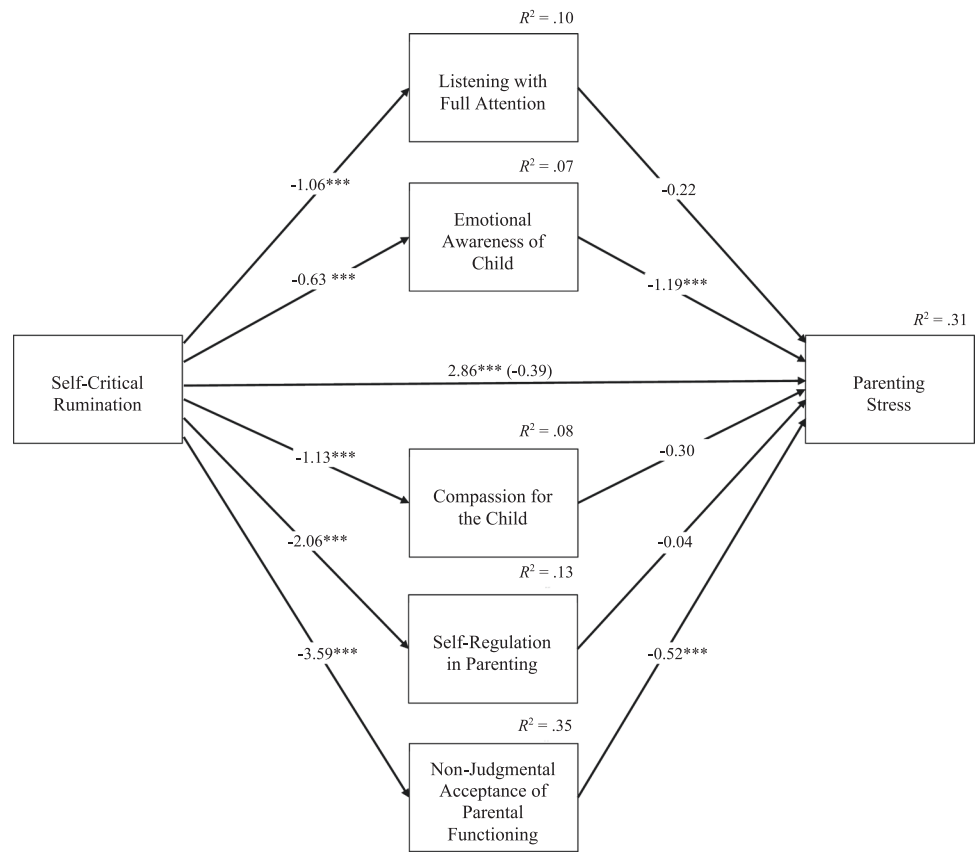 R² = .10
Listening with
Full Attention
-1.06***
-0.22
R² = .07
Emotional
Awareness of
Child
-0.63 ***
-1.19***
R² = .31
Self-Critical
Rumination
2.86*** (-0.39)
Parenting
Stress
R² = .08
Compassion for
the Child
-1.13***
-0.30
-2.06***
-0.04
R² = .13
Self-Regulation
in Parenting
-3.59***
-0.52***
R² = .35
Non-Judgmental
Acceptance of
Parental
Functioning